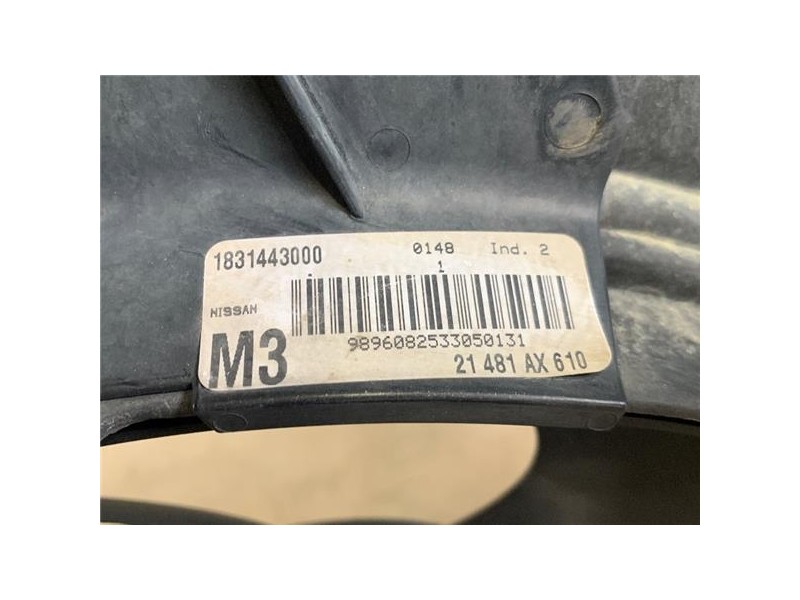 1831443000 0148 Ind. 2
1
NISSAN
M3
9896082533050131
21 481 AX 610